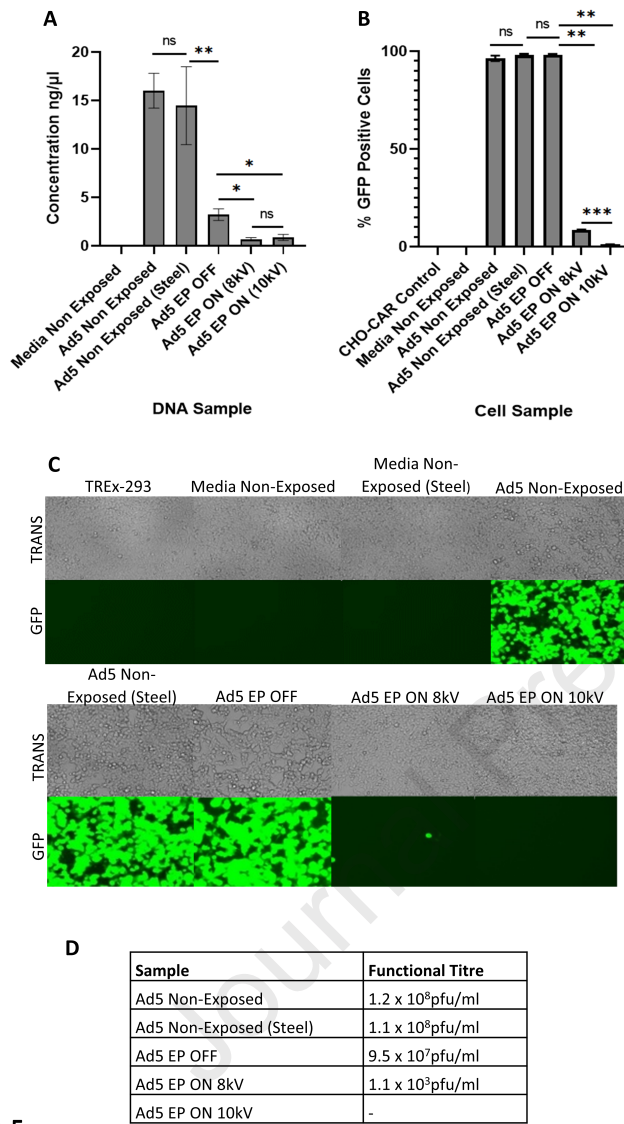 A
ns
**
*
*
ns
20
15
10
5
0
Concentration ng/µl
Media Non Exposed
Ad5 Non Exposed
Ad5 Non Exposed (Steel)
Ad5 EP OFF
Ad5 EP ON (8kV)
Ad5 EP ON (10kV)
DNA Sample
B
**
ns
ns
**
***
100
50
0
% GFP Positive Cells
CHO-CAR Control
Media Non Exposed
Ad5 Non Exposed
Ad5 Non Exposed (Steel)
Ad5 EP OFF
Ad5 EP ON 8kV
Ad5 EP ON 10kV
Cell Sample
C
TREx-293
Media Non-Exposed
Media Non-
Exposed (Steel)
Ad5 Non-Exposed
TRANS
GFP
Ad5 Non-
Exposed (Steel)
Ad5 EP OFF
Ad5 EP ON 8kV
Ad5 EP ON 10kV
TRANS
GFP
Journal Pre
D
Sample Functional Titre
Ad5 Non-Exposed 1.2 x 10⁸pfu/ml
Ad5 Non-Exposed (Steel) 1.1 x 10⁸pfu/ml
Ad5 EP OFF 9.5 x 10⁷pfu/ml
Ad5 EP ON 8kV 1.1 x 10³pfu/ml
Ad5 EP ON 10kV -